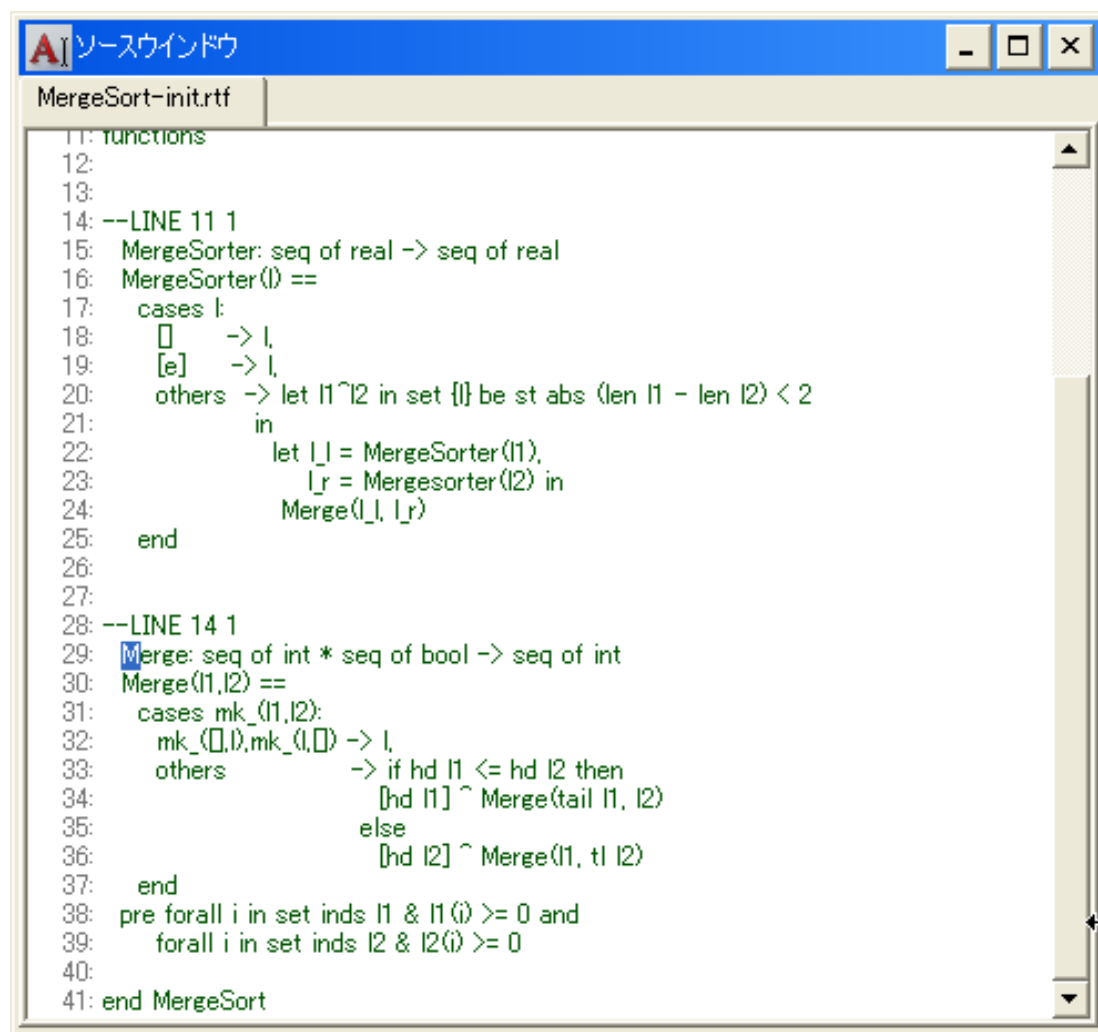 ソースウインドウ
MergeSort-init.rtf
11: functions
12:
13:
14: --LINE 11 1
15:   MergeSorter: seq of real -> seq of real
16:   MergeSorter(l) ==
17:     cases l:
18:       []      -> l,
19:       [e]     -> l,
20:       others  -> let l1^l2 in set {l} be st abs (len l1 - len l2) < 2
21:                  in
22:                    let l_l = MergeSorter(l1),
23:                        l_r = Mergesorter(l2) in
24:                     Merge(l_l, l_r)
25:     end
26:
27:
28: --LINE 14 1
29:   Merge: seq of int * seq of bool -> seq of int
30:   Merge(l1,l2) ==
31:     cases mk_(l1,l2):
32:       mk_([],l),mk_(l,[]) -> l,
33:       others              -> if hd l1 <= hd l2 then
34:                                [hd l1] ^ Merge(tail l1, l2)
35:                              else
36:                                [hd l2] ^ Merge(l1, tl l2)
37:     end
38:   pre forall i in set inds l1 & l1(i) >= 0 and
39:       forall i in set inds l2 & l2(i) >= 0
40:
41: end MergeSort